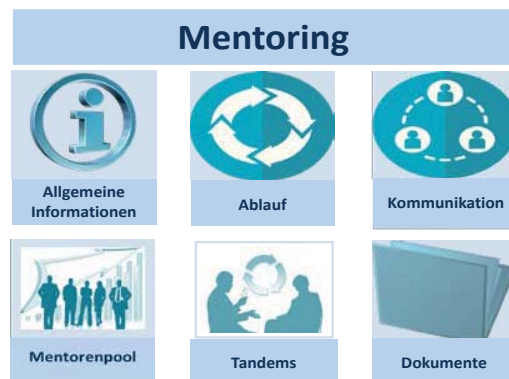 Mentoring
Allgemeine
Informationen
Ablauf
Kommunikation
Mentorenpool
Tandems
Dokumente